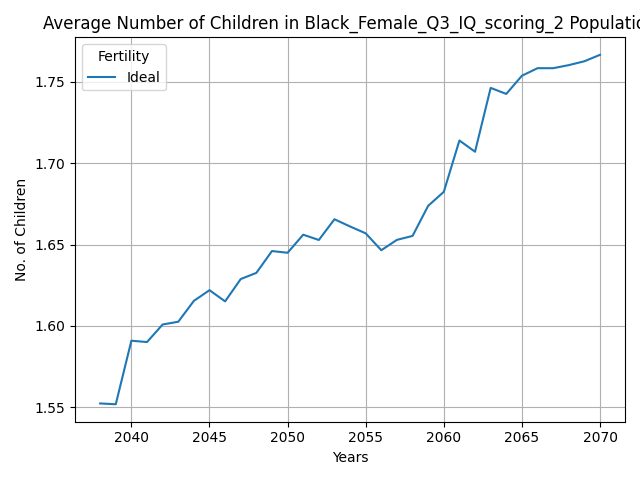 Average Number of Children in Black_Female_Q3_IQ_scoring_2 Populatio
Fertility
Ideal
No. of Children
1.75
1.70
1.65
1.60
1.55
2040 2045 2050 2055 2060 2065 2070
Years